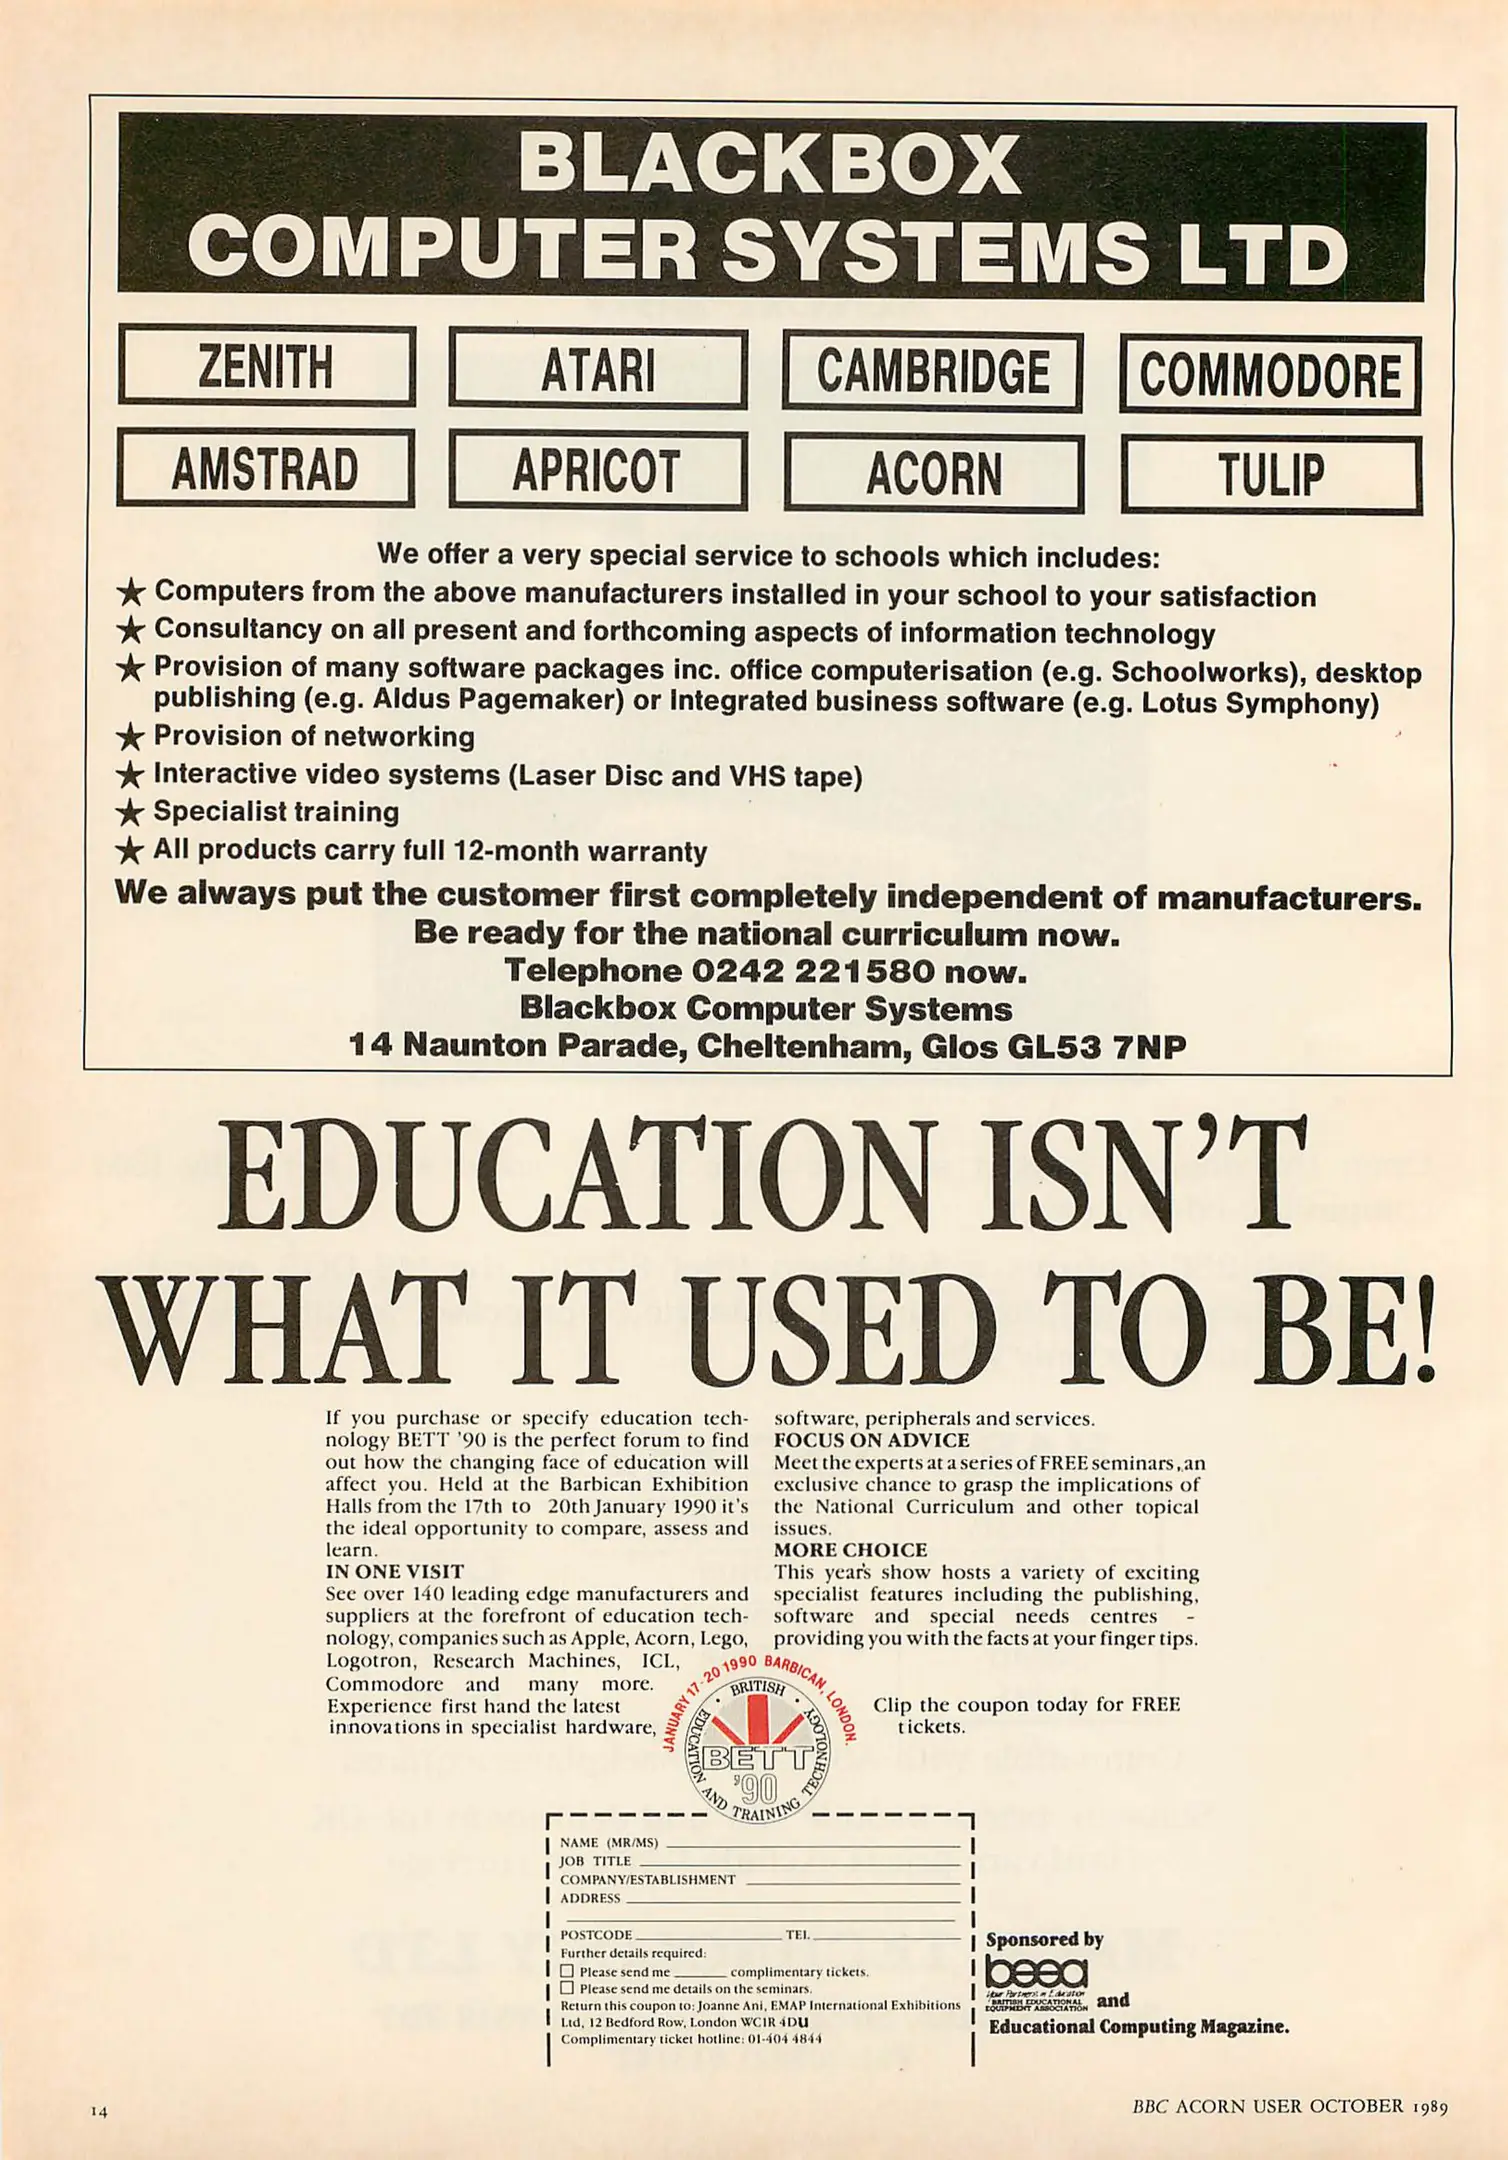 BLACKBOX
COMPUTER SYSTEMS LTD
ZENITH
ATARI
CAMBRIDGE
COMMODORE
AMSTRAD
APRICOT
ACORN
TULIP
We offer a very special service to schools which includes:
★ Computers from the above manufacturers installed in your school to your satisfaction
★ Consultancy on all present and forthcoming aspects of information technology
★ Provision of many software packages inc. office computerisation (e.g. Schoolworks), desktop
publishing (e.g. Aldus Pagemaker) or Integrated business software (e.g. Lotus Symphony)
★ Provision of networking
★ Interactive video systems (Laser Disc and VHS tape)
★ Specialist training
★ All products carry full 12-month warranty
We always put the customer first completely independent of manufacturers.
Be ready for the national curriculum now.
Telephone 0242 221580 now.
Blackbox Computer Systems
14 Naunton Parade, Cheltenham, Glos GL53 7NP
EDUCATION ISN'T
WHAT IT USED TO BE!
If you purchase or specify education tech-
nology BETT '90 is the perfect forum to find
out how the changing face of education will
affect you. Held at the Barbican Exhibition
Halls from the 17th to 20th January 1990 it's
the ideal opportunity to compare, assess and
learn.
IN ONE VISIT
See over 140 leading edge manufacturers and
suppliers at the forefront of education tech-
nology, companies such as Apple, Acorn, Lego,
Logotron, Research Machines, ICL,
Commodore and many more.
Experience first hand the latest
innovations in specialist hardware,
software, peripherals and services.
FOCUS ON ADVICE
Meet the experts at a series of FREE seminars, an
exclusive chance to grasp the implications of
the National Curriculum and other topical
issues.
MORE CHOICE
This year's show hosts a variety of exciting
specialist features including the publishing,
software and special needs centres -
providing you with the facts at your finger tips.
Clip the coupon today for FREE
tickets.
JANUARY 17-20 1990 BARBICAN, LONDON.
BRITISH EDUCATION AND TRAINING TECHNOLOGY
BETT
'90
NAME (MR/MS)
JOB TITLE
COMPANY/ESTABLISHMENT
ADDRESS
POSTCODE TEL
Further details required:
Please send me complimentary tickets.
Please send me details on the seminars.
Return this coupon to: Joanne Ani, EMAP International Exhibitions
Ltd, 12 Bedford Row, London WC1R 4DU
Complimentary ticket hotline: 01-404 4844
Sponsored by
beea
Your Partners in Education
BRITISH EDUCATIONAL
EQUIPMENT ASSOCIATION and
Educational Computing Magazine.
14
BBC ACORN USER OCTOBER 1989